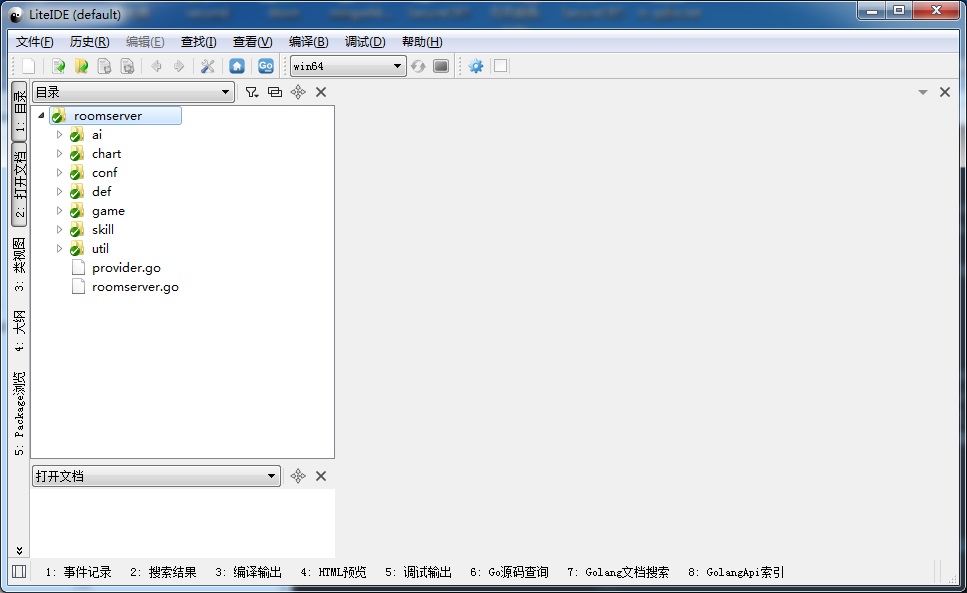 LiteIDE (default)
文件(F) 历史(R) 编辑(E) 查找(I) 查看(V) 编译(B) 调试(D) 帮助(H)
Go win64
1: 目录
2: 打开文档
3: 类视图
4: 大纲
5: Package浏览
目录
roomserver
ai
chart
conf
def
game
skill
util
provider.go
roomserver.go
打开文档
1: 事件记录 2: 搜索结果 3: 编译输出 4: HTML预览 5: 调试输出 6: Go源码查询 7: Golang文档搜索 8: GolangApi索引